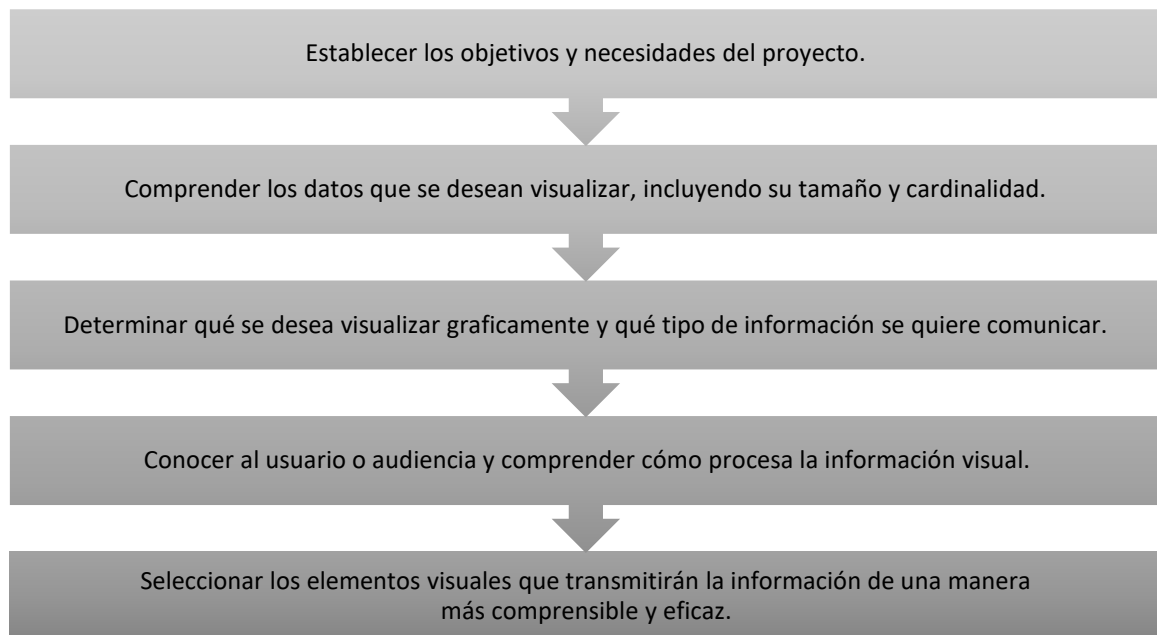 Establecer los objetivos y necesidades del proyecto.
Comprender los datos que se desean visualizar, incluyendo su tamaño y cardinalidad.
Determinar qué se desea visualizar graficamente y qué tipo de información se quiere comunicar.
Conocer al usuario o audiencia y comprender cómo procesa la información visual.
Seleccionar los elementos visuales que transmitirán la información de una manera
más comprensible y eficaz.